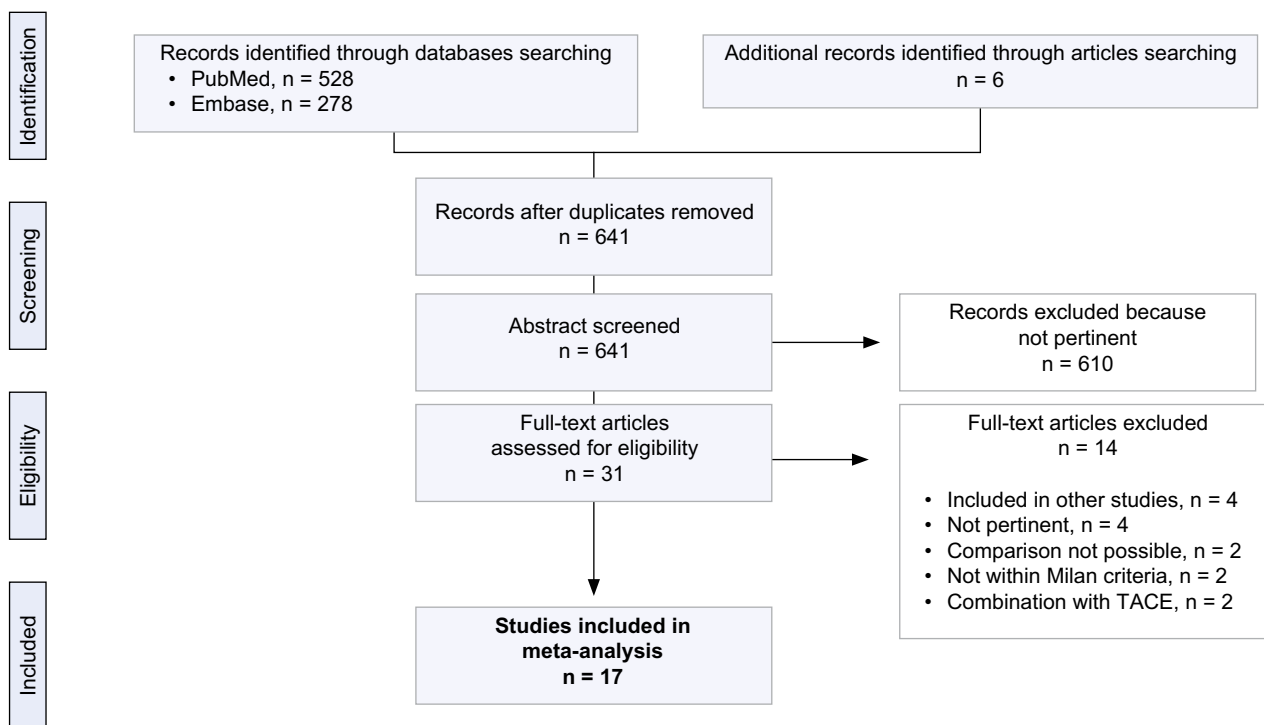 Identification
Records identified through databases searching
• PubMed, n = 528
• Embase, n = 278
Additional records identified through articles searching
n = 6
Screening
Records after duplicates removed
n = 641
Abstract screened
n = 641
Records excluded because
not pertinent
n = 610
Eligibility
Full-text articles
assessed for eligibility
n = 31
Full-text articles excluded
n = 14
• Included in other studies, n = 4
• Not pertinent, n = 4
• Comparison not possible, n = 2
• Not within Milan criteria, n = 2
• Combination with TACE, n = 2
Included
Studies included in
meta-analysis
n = 17